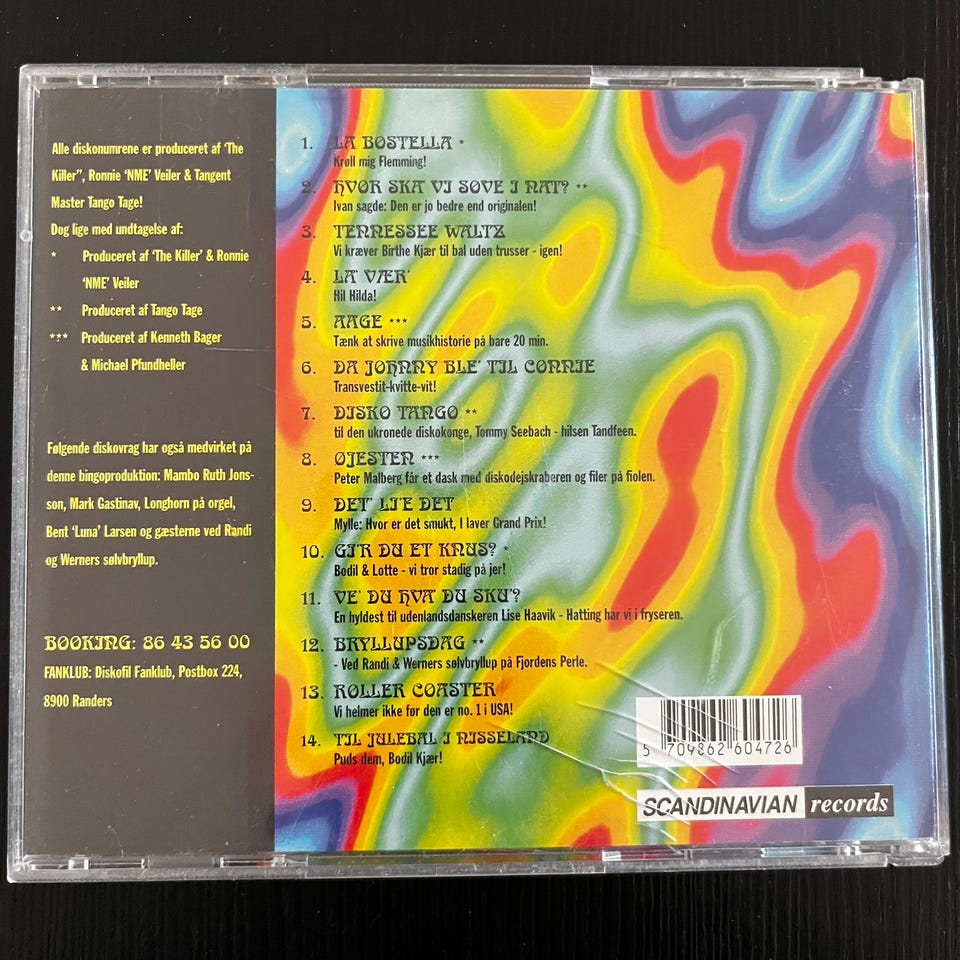 Alle diskonumrene er produceret af 'The
Killer", Ronnie 'NME' Veiler & Tangent
Master Tango Tage!
Dog lige med undtagelse af:
* Produceret af 'The Killer' & Ronnie
'NME' Veiler
** Produceret af Tango Tage
*** Produceret af Kenneth Bager
& Michael Pfundheller
Følgende diskovrag har også medvirket på
denne bingoproduktion: Mambo Ruth Jons-
son, Mark Gastinav, Longhorn på orgel,
Bent 'Luna' Larsen og gæsterne ved Randi
og Werners sølvbryllup.
BOOKING: 86 43 56 00
FANKLUB: Diskofil Fanklub, Postbox 224,
8900 Randers
1. LA BOSTELLA *
Krøll mig Flemming!
2. HVOR SKA VI SOVE I NAT? **
Ivan sagde: Den er jo bedre end originalen!
3. TENNESSEE WALTZ
Vi kræver Birthe Kjær til bal uden trusser - igen!
4. LA' VÆR'
Hil Hilda!
5. AAGE ***
Tænk at skrive musikhistorie på bare 20 min.
6. DA JOHNNY BLE' TIL CONNIE
Transvestit-kvitte-vit!
7. DISKO TANGO **
til den ukronede diskokonge, Tommy Seebach - hilsen Tandfeen.
8. ØJESTEN ***
Peter Malberg får et dask med diskodejskraberen og filer på fiolen.
9. DET' LI'E DET
Mylle: Hvor er det smukt, I laver Grand Prix!
10. GI'R DU ET KNUS? *
Bodil & Lotte - vi tror stadig på jer!
11. VE' DU HVA DU SKU'?
En hyldest til udenlandsdanskeren Lise Haavik - Hatting har vi i fryseren.
12. BRYLLUPSDAG **
- Ved Randi & Werners sølvbryllup på Fjordens Perle.
13. ROLLER COASTER
Vi helmer ikke før den er no. 1 i USA!
14. TIL JULEBAL I NISSELAND
Puds dem, Bodil Kjær!
5 709862 604726
SCANDINAVIAN records